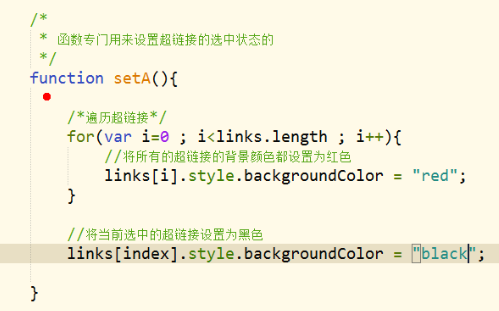 /*
* 函数专门用来设置超链接的选中状态的
*/
function setA(){
/*遍历超链接*/
for(var i=0 ; i<links.length ; i++){
//将所有的超链接的背景颜色都设置为红色
links[i].style.backgroundColor = "red";
}
//将当前选中的超链接设置为黑色
links[index].style.backgroundColor = "black";
}